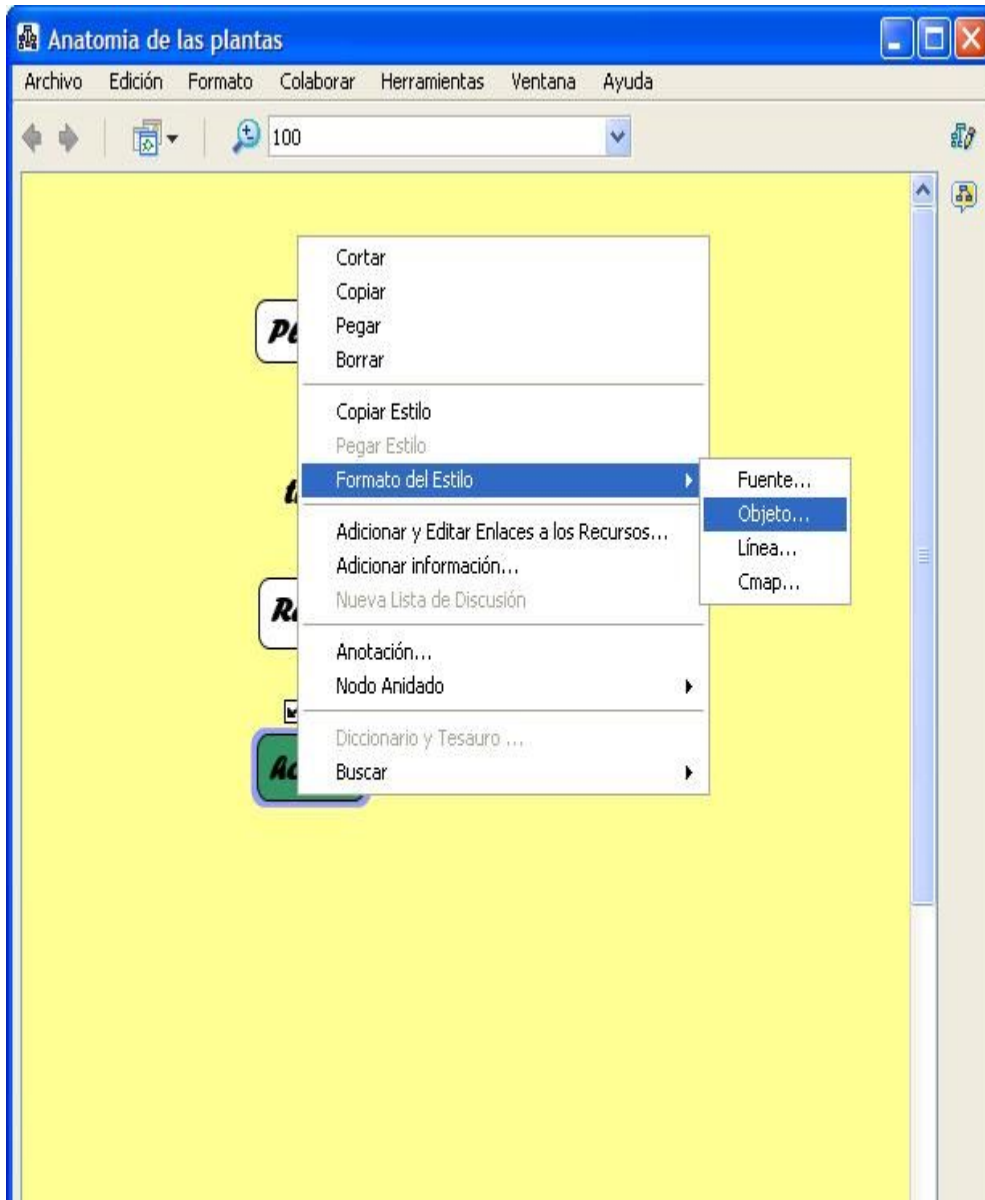 Anatomia de las plantas
Archivo Edición Formato Colaborar Herramientas Ventana Ayuda
100
Cortar
Copiar
Pegar
Borrar
Copiar Estilo
Pegar Estilo
Formato del Estilo
Fuente...
Objeto...
Línea...
Cmap...
Adicionar y Editar Enlaces a los Recursos...
Adicionar información...
Nueva Lista de Discusión
Anotación...
Nodo Anidado
Diccionario y Tesauro ...
Buscar